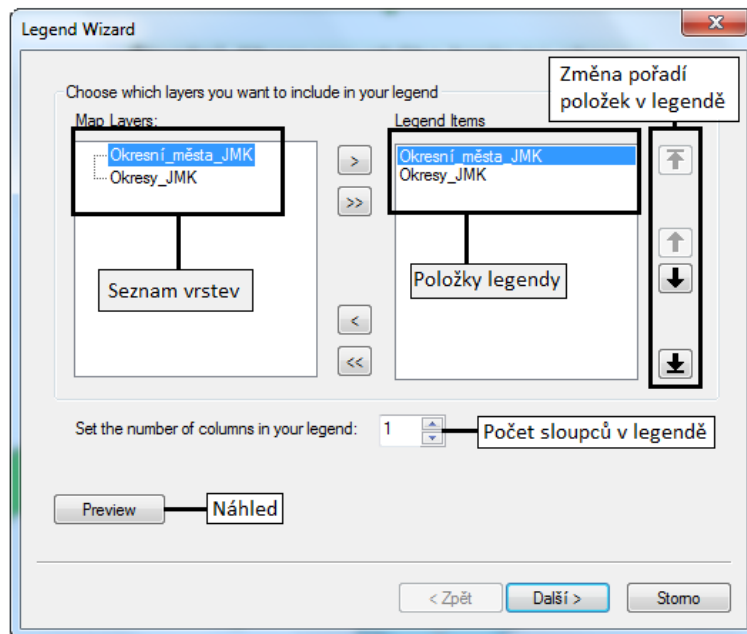 Legend Wizard
Změna pořadí
položek v legendě
Choose which layers you want to include in your legend
Map Layers:
Legend Items
Okresní_města_JMK
Okresy_JMK
>
>>
<
<<
Okresní_města_JMK
Okresy_JMK
Seznam vrstev
Položky legendy
Set the number of columns in your legend:
1
Počet sloupců v legendě
Preview
Náhled
< Zpět
Další >
Storno